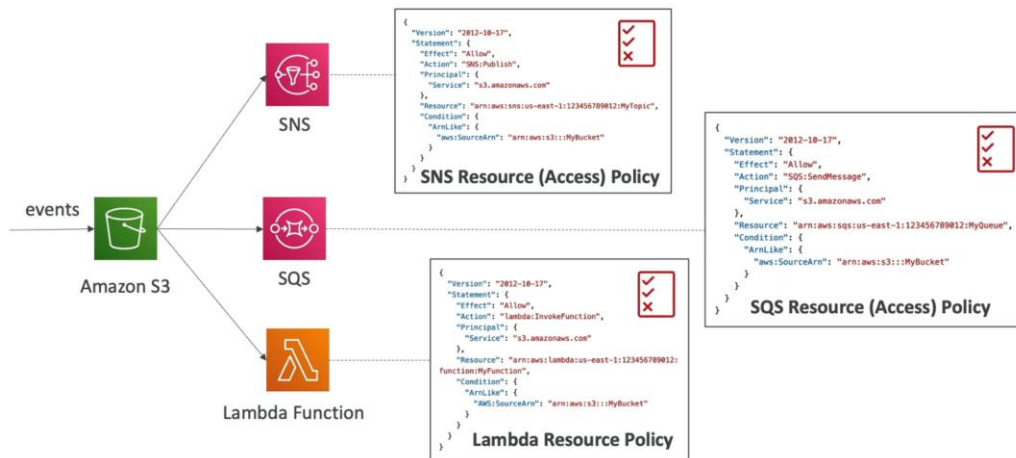 {
"Version": "2012-10-17",
"Statement": {
"Effect": "Allow",
"Action": "SNS:Publish",
"Principal": {
"Service": "s3.amazonaws.com"
},
"Resource": "arn:aws:sns:us-east-1:123456789012:MyTopic",
"Condition": {
"ArnLike": {
"aws:SourceArn": "arn:aws:s3:::MyBucket"
}
}
}
}
SNS Resource (Access) Policy
SNS
{
"Version": "2012-10-17",
"Statement": {
"Effect": "Allow",
"Action": "SQS:SendMessage",
"Principal": {
"Service": "s3.amazonaws.com"
},
"Resource": "arn:aws:sqs:us-east-1:123456789012:MyQueue",
"Condition": {
"ArnLike": {
"aws:SourceArn": "arn:aws:s3:::MyBucket"
}
}
}
}
SQS Resource (Access) Policy
events
Amazon S3
SQS
{
"Version": "2012-10-17",
"Statement": {
"Effect": "Allow",
"Action": "lambda:InvokeFunction",
"Principal": {
"Service": "s3.amazonaws.com"
},
"Resource": "arn:aws:lambda:us-east-1:123456789012:
function:MyFunction",
"Condition": {
"ArnLike": {
"AWS:SourceArn": "arn:aws:s3:::MyBucket"
}
}
}
}
Lambda Resource Policy
Lambda Function